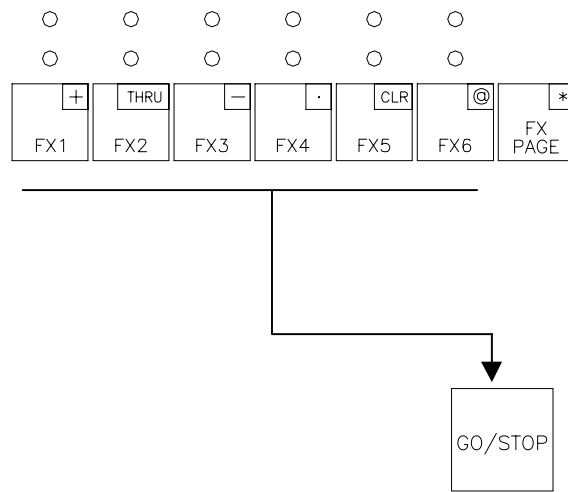 + THRU — · CLR @ *
FX1 FX2 FX3 FX4 FX5 FX6 FX
PAGE
GO/STOP